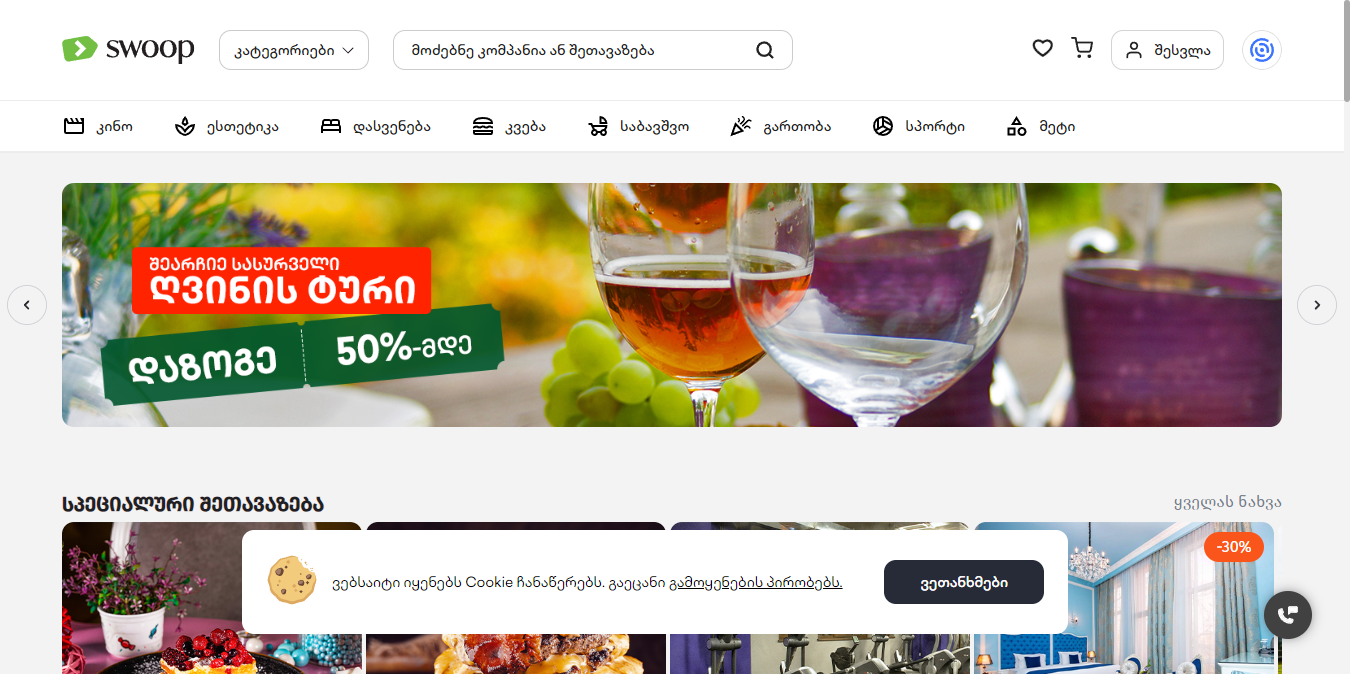 swoop
კატეგორიები
მოძებნე კომპანია ან შეთავაზება
შესვლა
კინო
ესთეტიკა
დასვენება
კვება
საბავშვო
გართობა
სპორტი
მეტი
შეარჩიე სასურველი
ღვინის ტური
დაზოგე
50%-მდე
სპეციალური შეთავაზება
ყველას ნახვა
-30%
ვებსაიტი იყენებს Cookie ჩანაწერებს. გაეცანი გამოყენების პირობებს.
ვეთანხმები